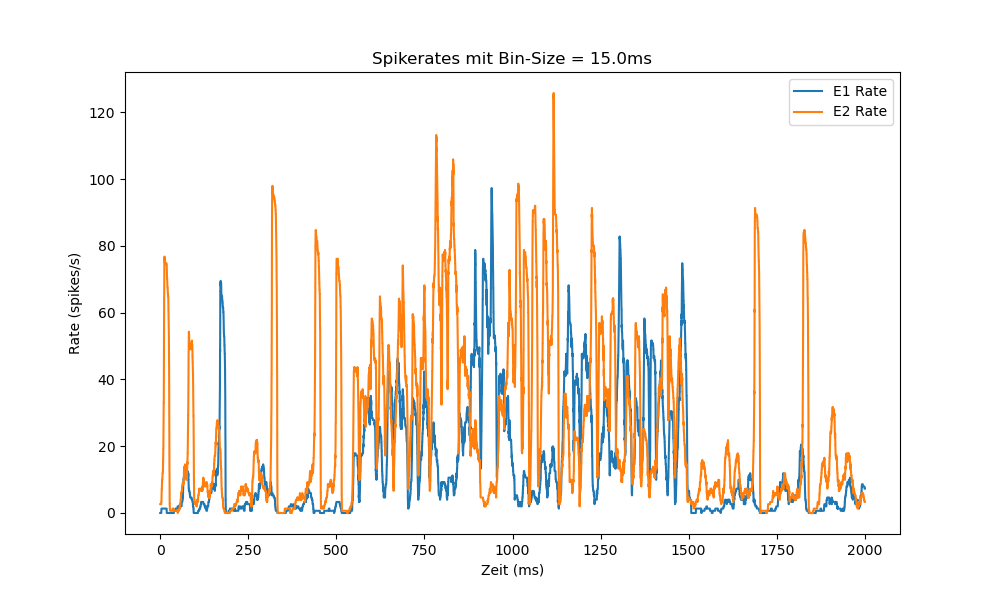 Spikerates mit Bin-Size = 15.0ms
E1 Rate
E2 Rate
Rate (spikes/s)
120
100
80
60
40
20
0
0 250 500 750 1000 1250 1500 1750 2000
Zeit (ms)